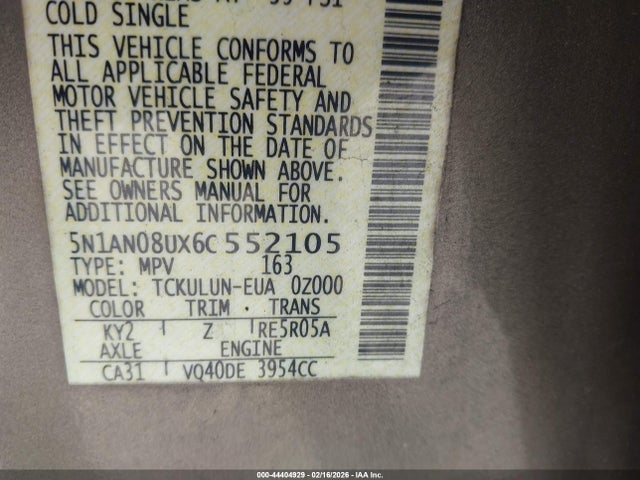 COLD SINGLE
THIS VEHICLE CONFORMS TO
ALL APPLICABLE FEDERAL
MOTOR VEHICLE SAFETY AND
THEFT PREVENTION STANDARDS
IN EFFECT ON THE DATE OF
MANUFACTURE SHOWN ABOVE.
SEE OWNERS MANUAL FOR
ADDITIONAL INFORMATION.
5N1AN08UX6C 552105
TYPE: MPV 163
MODEL: TCKULUN-EUA 0Z000
COLOR TRIM · TRANS
KY2 Z RE5R05A
AXLE ENGINE
CA31 VQ40DE 3954CC
000-44404929 - 02/16/2026 - IAA Inc.